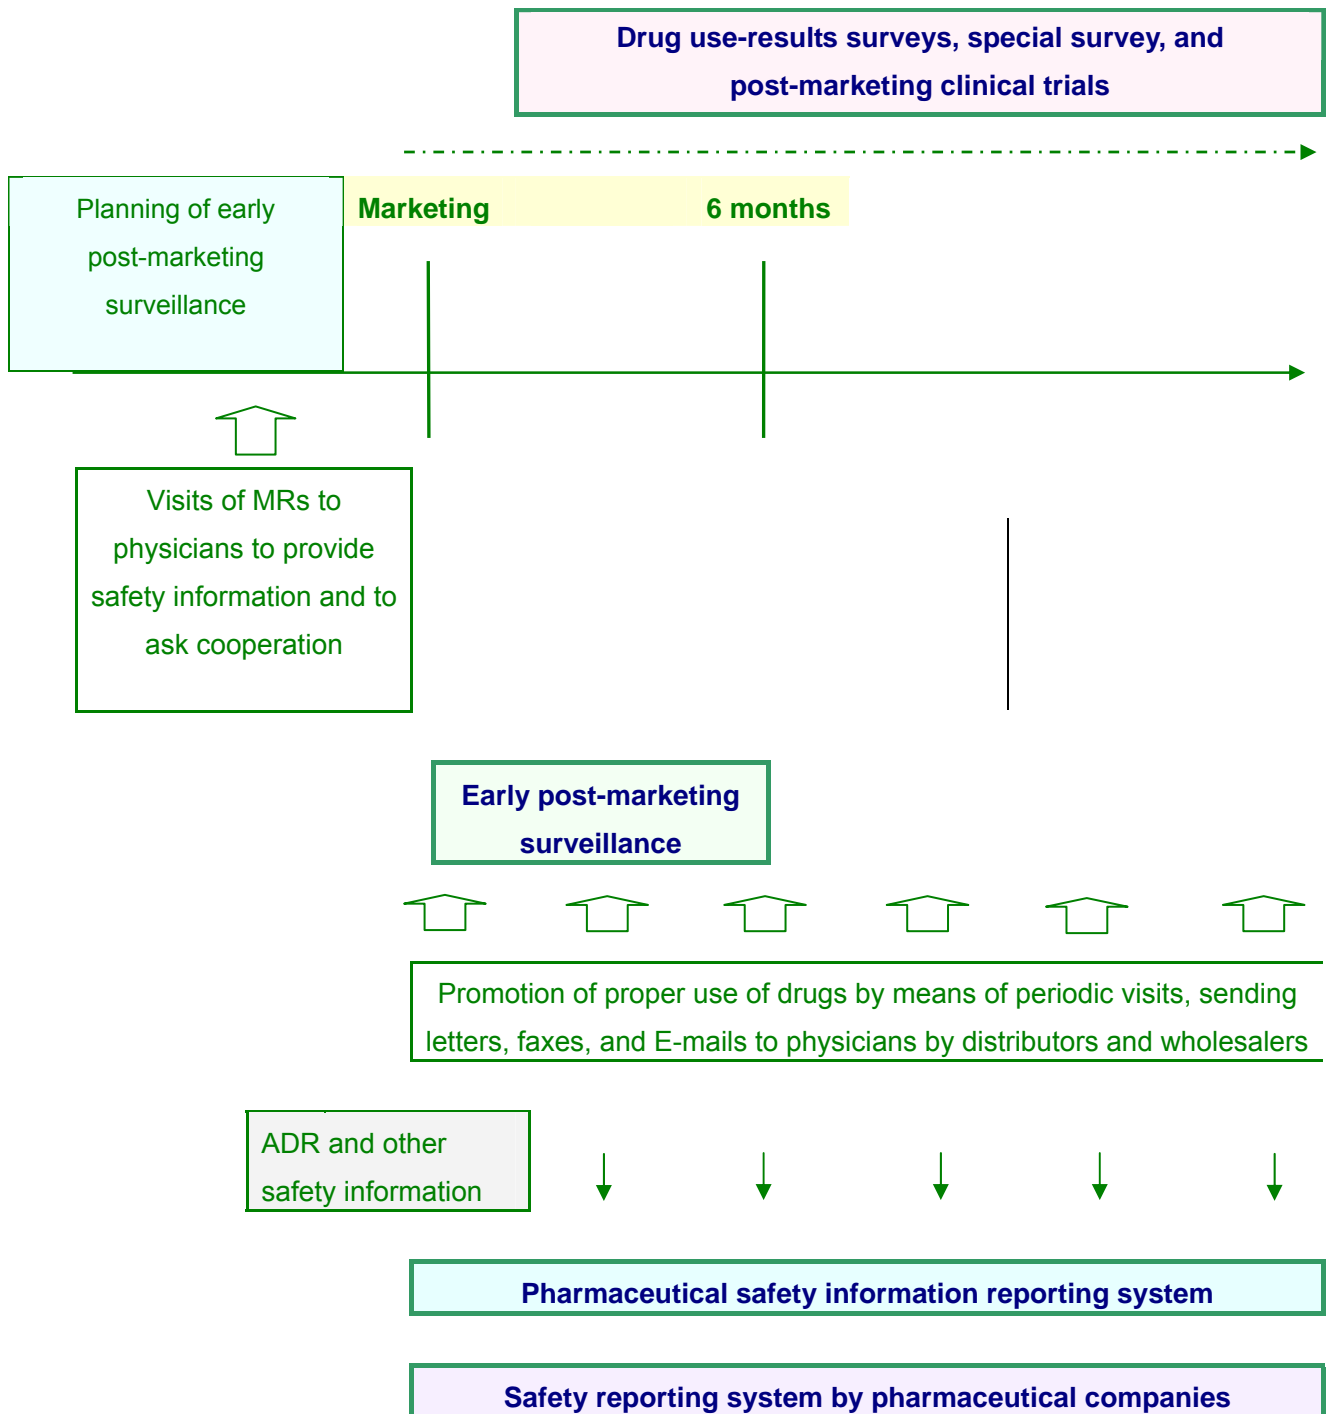 Drug use-results surveys, special survey, and
post-marketing clinical trials
Planning of early
post-marketing
surveillance
Marketing
6 months
Visits of MRs to
physicians to provide
safety information and to
ask cooperation
Early post-marketing
surveillance
Promotion of proper use of drugs by means of periodic visits, sending
letters, faxes, and E-mails to physicians by distributors and wholesalers
ADR and other
safety information
Pharmaceutical safety information reporting system
Safety reporting system by pharmaceutical companies